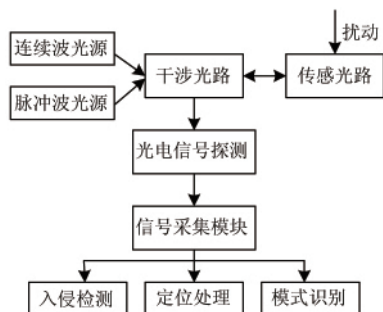 扰动
连续波光源
干涉光路
传感光路
脉冲波光源
光电信号探测
信号采集模块
入侵检测
定位处理
模式识别